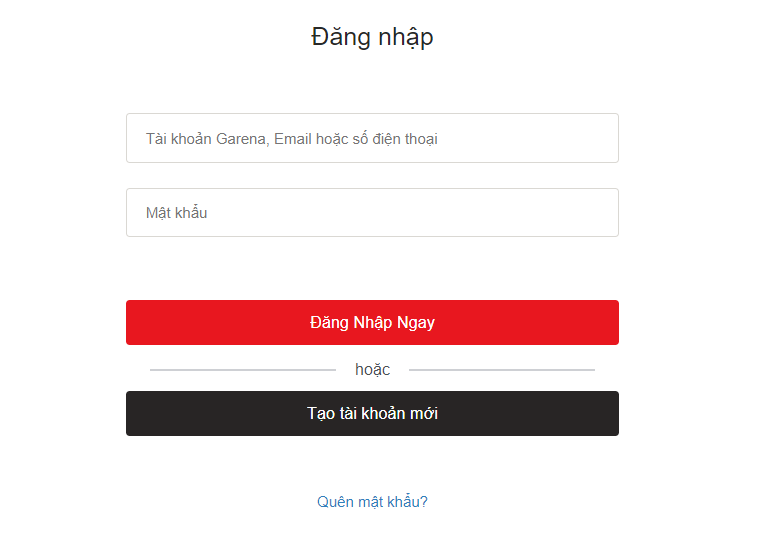 Đăng nhập
Tài khoản Garena, Email hoặc số điện thoại
Mật khẩu
Đăng Nhập Ngay
hoặc
Tạo tài khoản mới
Quên mật khẩu?